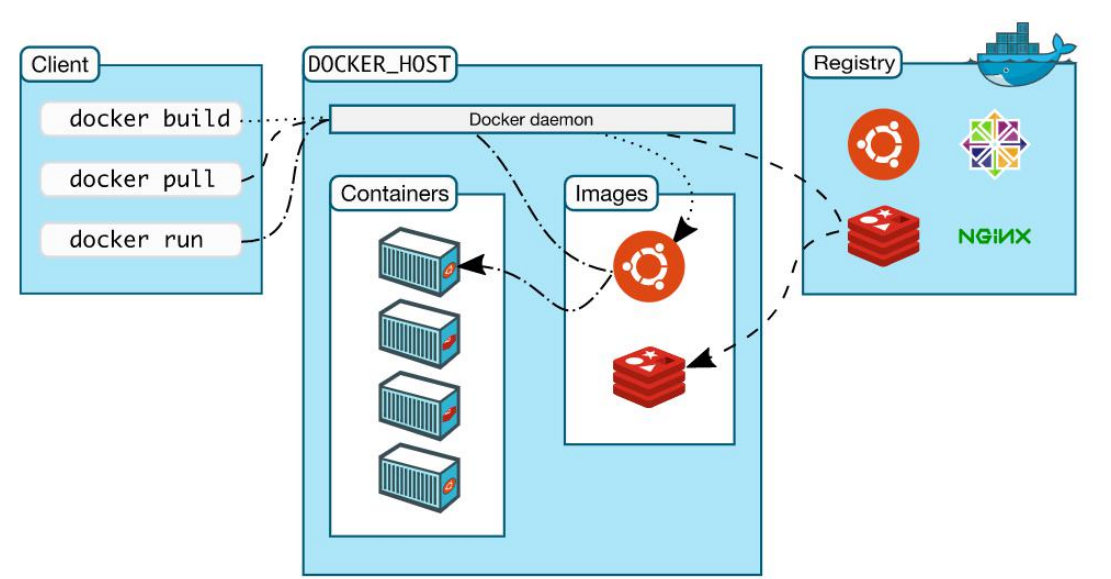 Client
docker build
docker pull
docker run
DOCKER_HOST
Docker daemon
Containers
Images
Registry
NGiNX